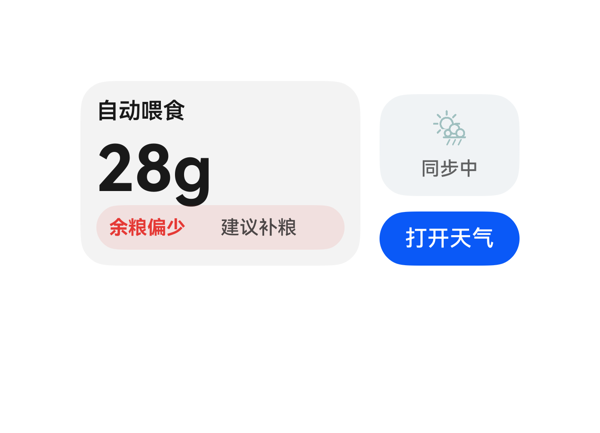 自动喂食
28g
余粮偏少 建议补粮
同步中
打开天气